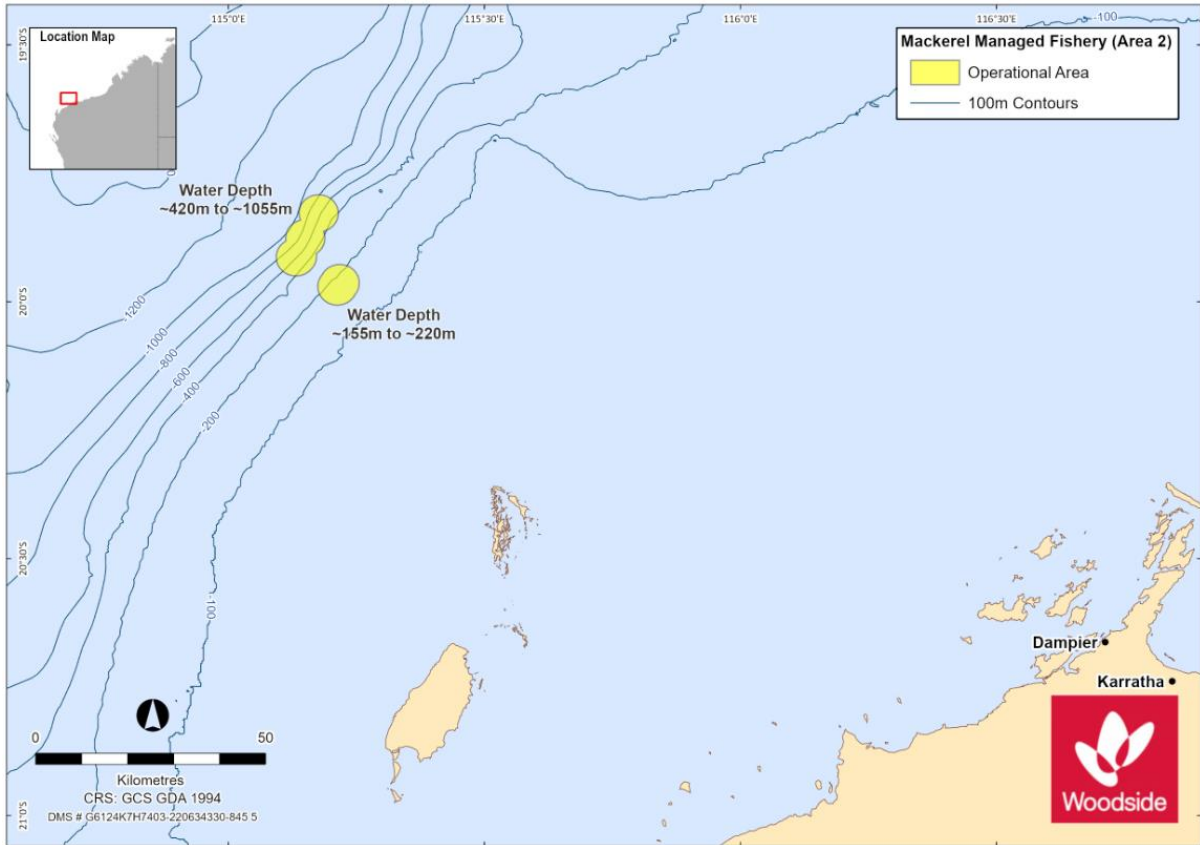 115°0'E
115°30'E
116°0'E
116°30'E
19°30'S
20°0'S
20°30'S
21°0'S
Location Map
Mackerel Managed Fishery (Area 2)
Operational Area
100m Contours
-100
Water Depth
~420m to ~1055m
Water Depth
~155m to ~220m
-1200
-1000
-800
-600
-400
-200
-100
Dampier
Karratha
0
50
Kilometres
CRS: GCS GDA 1994
DMS # G6124K7H7403-220634330-845 5
Woodside